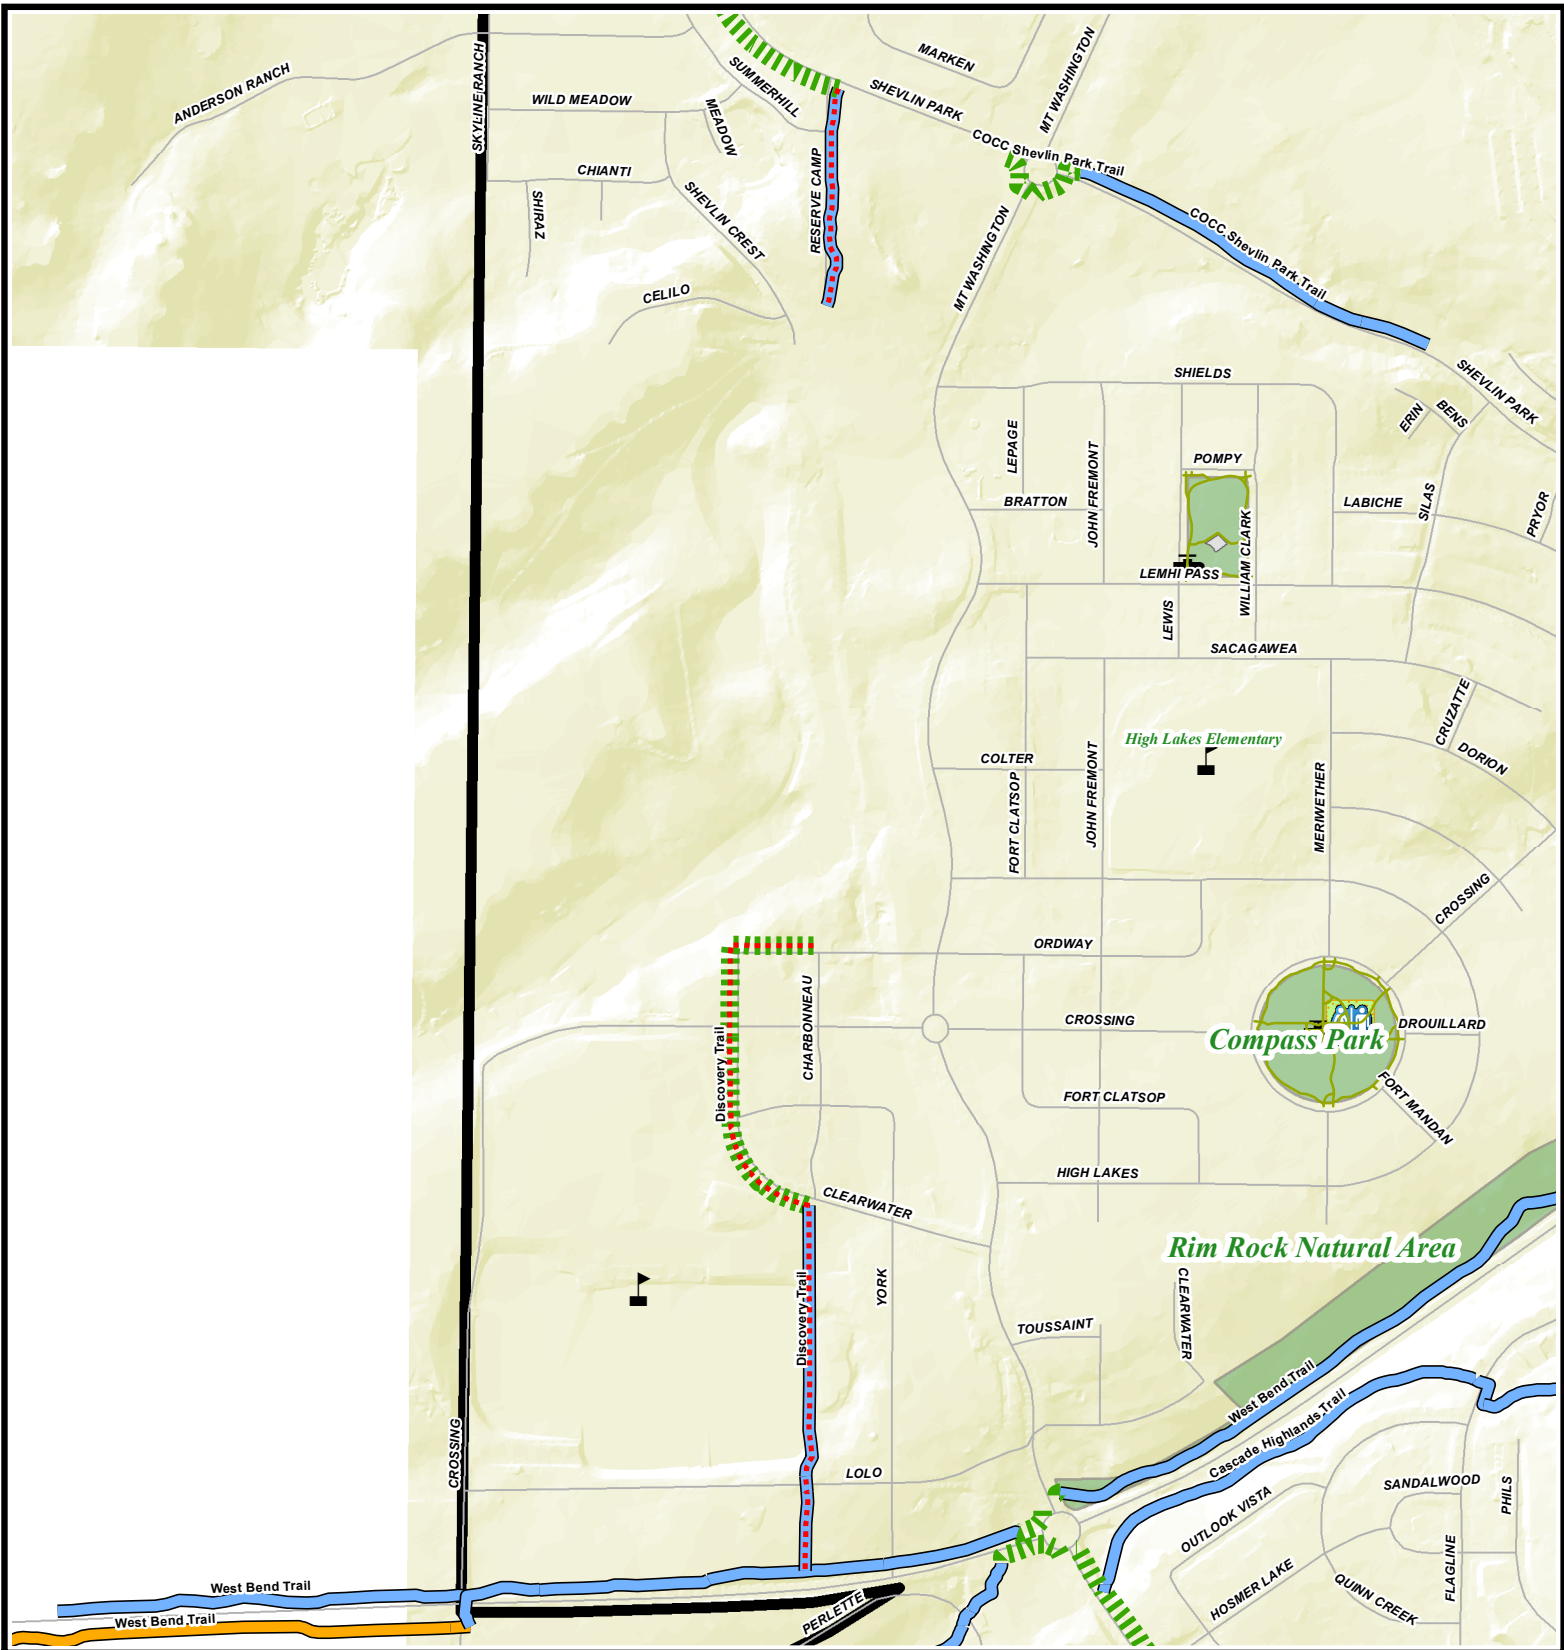 MARKEN
MT WASHINGTON
ANDERSON RANCH
SKYLINE RANCH
SUMMERHILL
SHEVLIN PARK
WILD MEADOW
MEADOW
COCC Shevlin Park Trail
CHIANTI
RESERVE CAMP
SHIRAZ
SHEVLIN CREST
MT WASHINGTON
COCC Shevlin Park Trail
CELILO
SHIELDS
SHEVLIN PARK
ERIN
BENS
LEPAGE
JOHN FREMONT
POMPY
BRATTON
LABICHE
SILAS
PRYOR
WILLIAM CLARK
LEMHI PASS
LEWIS
SACAGAWEA
CRUZATTE
High Lakes Elementary
DORION
COLTER
FORT CLATSOP
JOHN FREMONT
MERIWETHER
CROSSING
ORDWAY
CHARBONNEAU
CROSSING
DROUILLARD
Compass Park
Discovery Trail
FORT CLATSOP
FORT MANDAN
HIGH LAKES
CLEARWATER
Rim Rock Natural Area
YORK
CLEARWATER
Discovery Trail
TOUSSAINT
West Bend Trail
Cascade Highlands Trail
CROSSING
LOLO
SANDALWOOD
PHILS
OUTLOOK VISTA
FLAGLINE
HOSMER LAKE
QUINN CREEK
West Bend Trail
West Bend Trail
PERLETTE